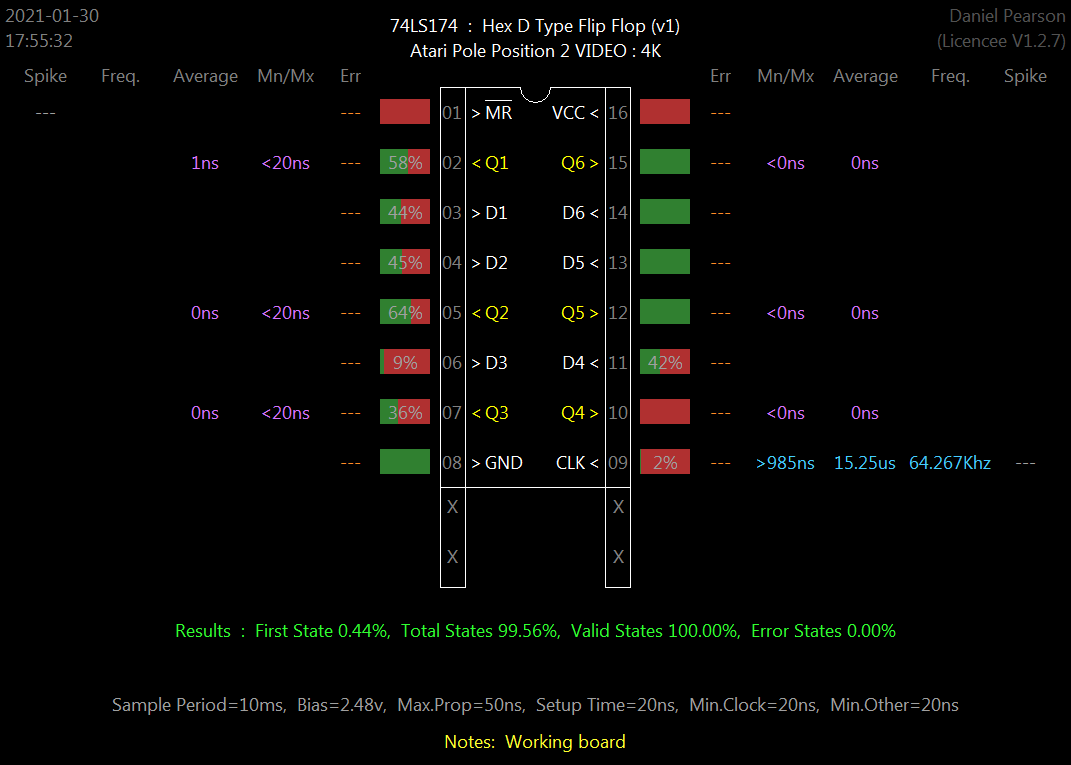 2021-01-30 74LS174 : Hex D Type Flip Flop (v1) Daniel Pearson
17:55:32 Atari Pole Position 2 VIDEO : 4K (Licencee V1.2.7)
Spike Freq. Average Mn/Mx Err Err Mn/Mx Average Freq. Spike
--- --- 01 > MR VCC < 16 ---
1ns <20ns --- 58% 02 < Q1 Q6 > 15 --- <0ns 0ns
--- 44% 03 > D1 D6 < 14 ---
--- 45% 04 > D2 D5 < 13 ---
0ns <20ns --- 64% 05 < Q2 Q5 > 12 --- <0ns 0ns
--- 9% 06 > D3 D4 < 11 42% ---
0ns <20ns --- 36% 07 < Q3 Q4 > 10 --- <0ns 0ns
--- 08 > GND CLK < 09 2% --- >985ns 15.25us 64.267Khz ---
X X
X X
Results : First State 0.44%, Total States 99.56%, Valid States 100.00%, Error States 0.00%
Sample Period=10ms, Bias=2.48v, Max.Prop=50ns, Setup Time=20ns, Min.Clock=20ns, Min.Other=20ns
Notes: Working board